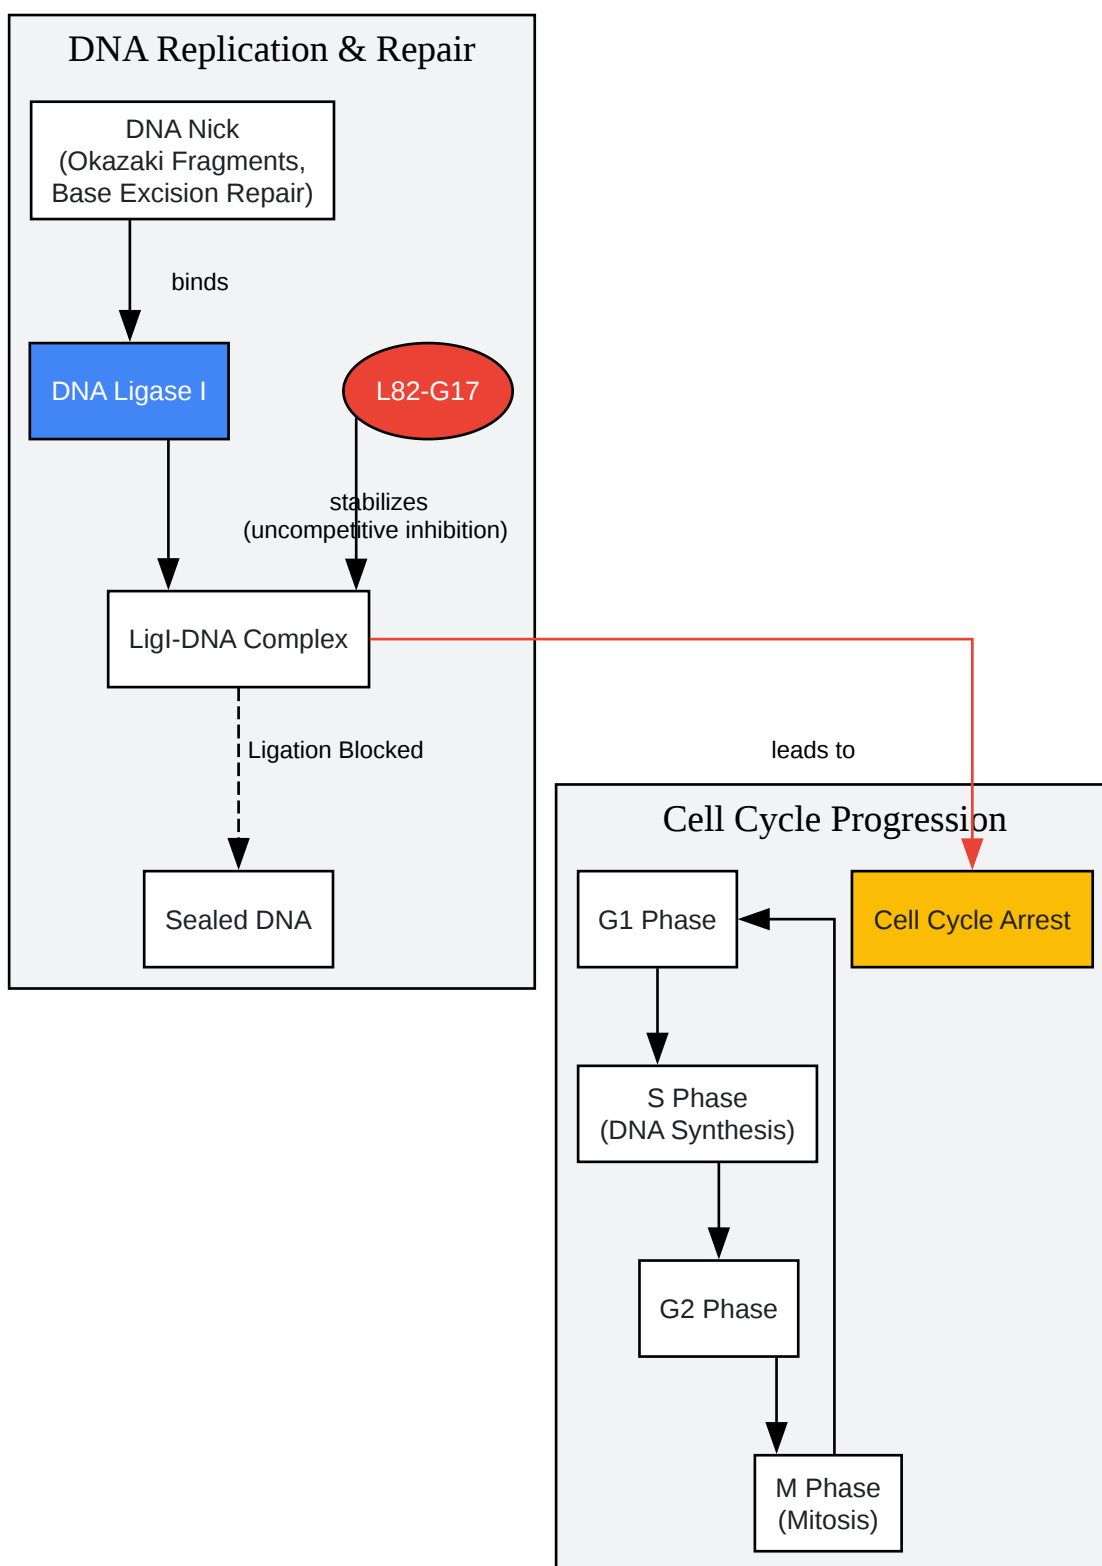 DNA Replication & Repair
DNA Nick
(Okazaki Fragments,
Base Excision Repair)
binds
DNA Ligase I
L82-G17
stabilizes
(uncompetitive inhibition)
LigI-DNA Complex
Ligation Blocked
leads to
Sealed DNA
Cell Cycle Progression
G1 Phase
Cell Cycle Arrest
S Phase
(DNA Synthesis)
G2 Phase
M Phase
(Mitosis)